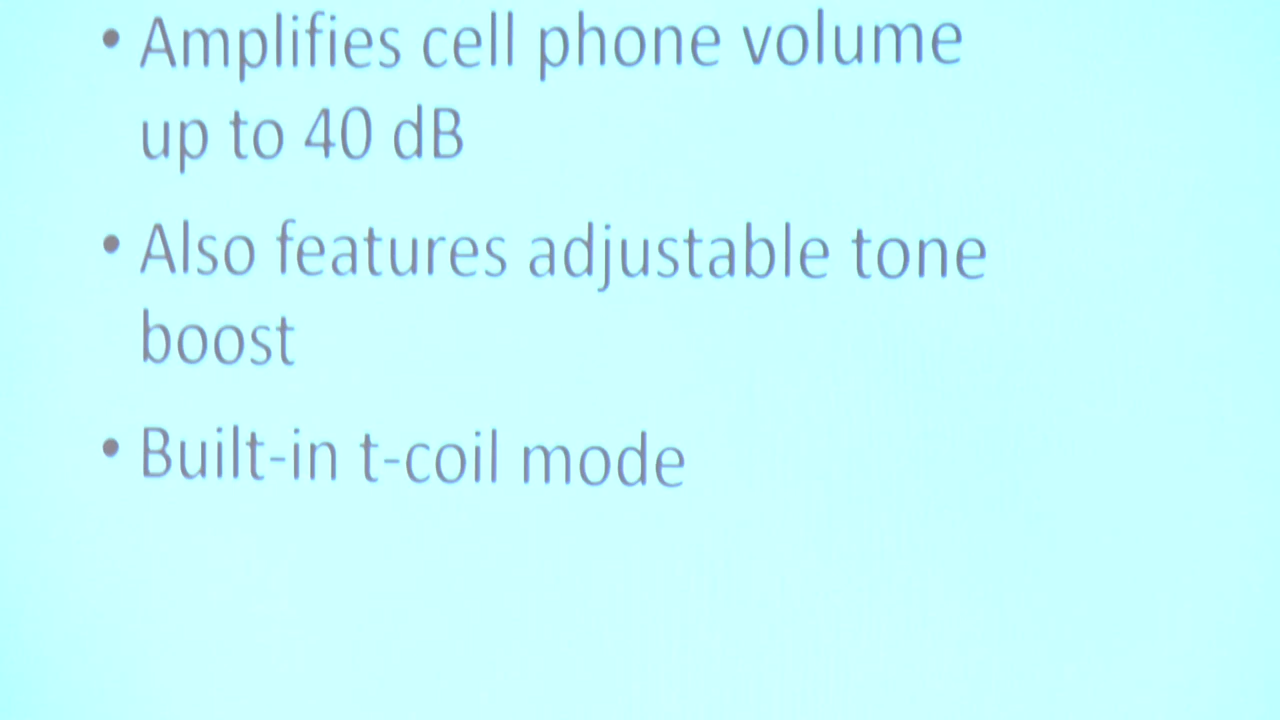 • Amplifies cell phone volume
up to 40 dB
• Also features adjustable tone
boost
• Built-in t-coil mode